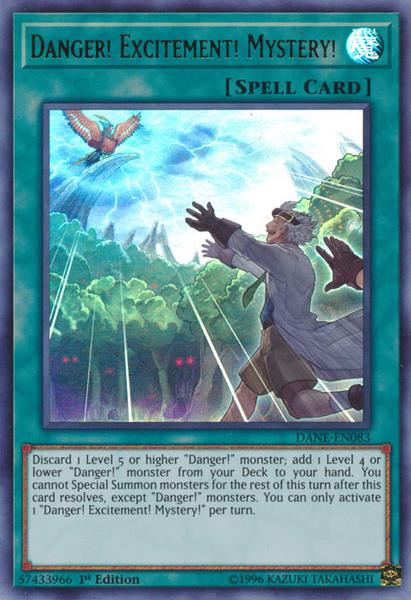 Danger! Excitement! Mystery!
魔
[Spell Card]
DANE-EN083
Discard 1 Level 5 or higher "Danger!" monster; add 1 Level 4 or
lower "Danger!" monster from your Deck to your hand. You
cannot Special Summon monsters for the rest of this turn after
this card resolves, except "Danger!" monsters. You can only activate
1 "Danger! Excitement! Mystery!" per turn.
57433966 1st Edition ©1996 KAZUKI TAKAHASHI